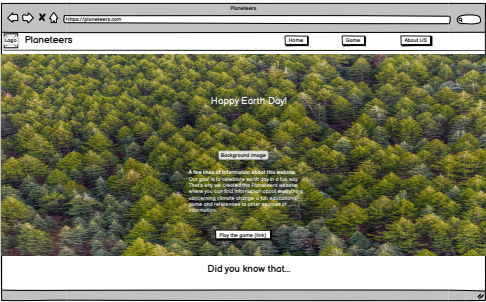 Planeteers
Https://planeteers.com
Logo
Planeteers
Home
Game
About US
Happy Earth Day!
Background image
A few lines of information about this website.
Our goal is to celebrate earth day in a fun way
That's why we created the Planeteers website
where you can find information about everything
concerning climate change, a fun educational
game and references to other sources of
information.
Play the game (link)
Did you know that...